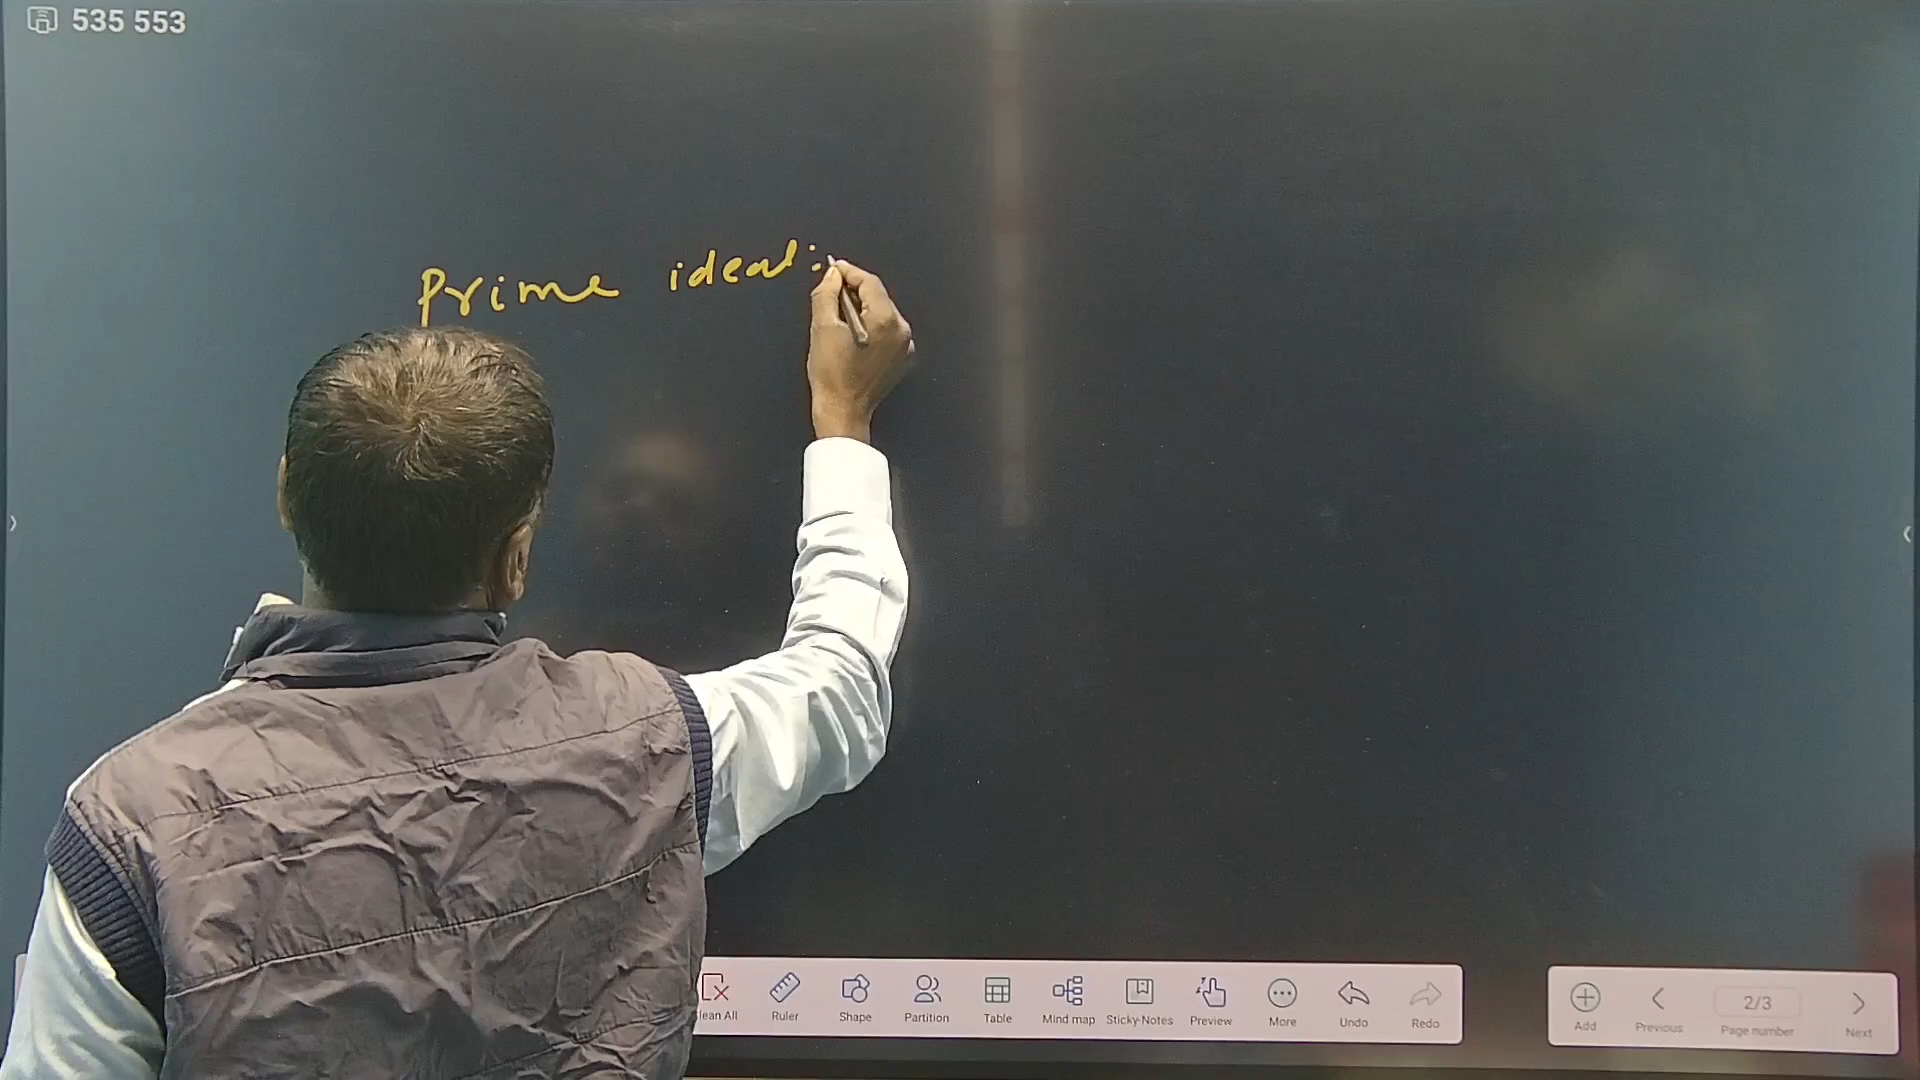 535 553
Prime ideal:
lean All Ruler Shape Partition Table Mind map Sticky-Notes Preview More Undo Redo
Add Previous 2/3 Page number Next